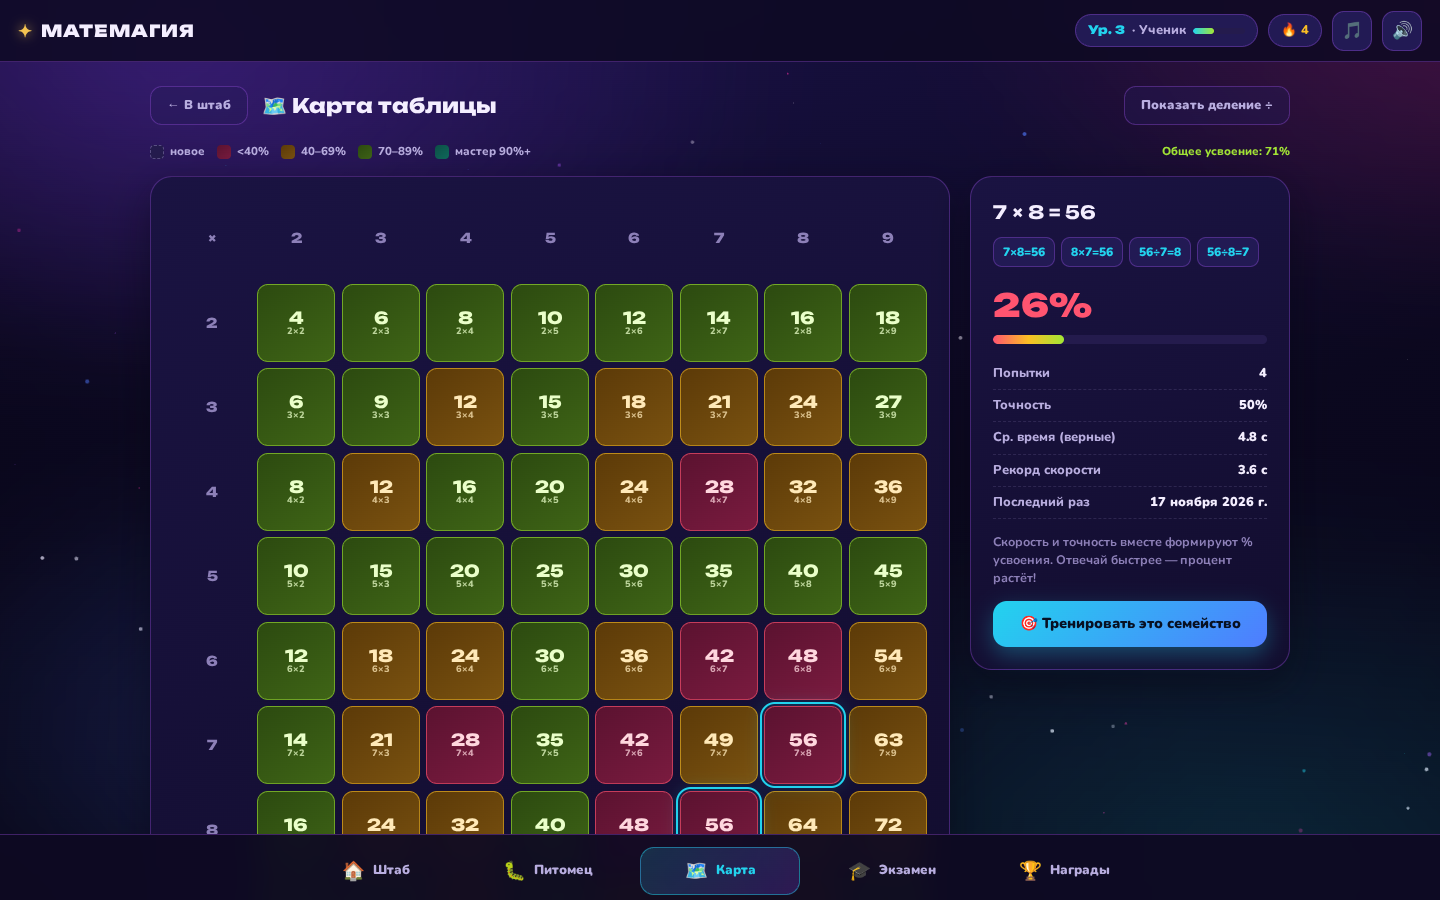 МАТЕМАГИЯ
Ур. 3 · Ученик
4
← В штаб
Карта таблицы
Показать деление ÷
новое <40% 40–69% 70–89% мастер 90%+
Общее усвоение: 71%
× 2 3 4 5 6 7 8 9
2 4 6 8 10 12 14 16 18
2×2 2×3 2×4 2×5 2×6 2×7 2×8 2×9
3 6 9 12 15 18 21 24 27
3×2 3×3 3×4 3×5 3×6 3×7 3×8 3×9
4 8 12 16 20 24 28 32 36
4×2 4×3 4×4 4×5 4×6 4×7 4×8 4×9
5 10 15 20 25 30 35 40 45
5×2 5×3 5×4 5×5 5×6 5×7 5×8 5×9
6 12 18 24 30 36 42 48 54
6×2 6×3 6×4 6×5 6×6 6×7 6×8 6×9
7 14 21 28 35 42 49 56 63
7×2 7×3 7×4 7×5 7×6 7×7 7×8 7×9
8 16 24 32 40 48 56 64 72
7 × 8 = 56
7×8=56 8×7=56 56÷7=8 56÷8=7
26%
Попытки 4
Точность 50%
Ср. время (верные) 4.8 с
Рекорд скорости 3.6 с
Последний раз 17 ноября 2026 г.
Скорость и точность вместе формируют %
усвоения. Отвечай быстрее — процент
растёт!
Тренировать это семейство
Штаб Питомец Карта Экзамен Награды